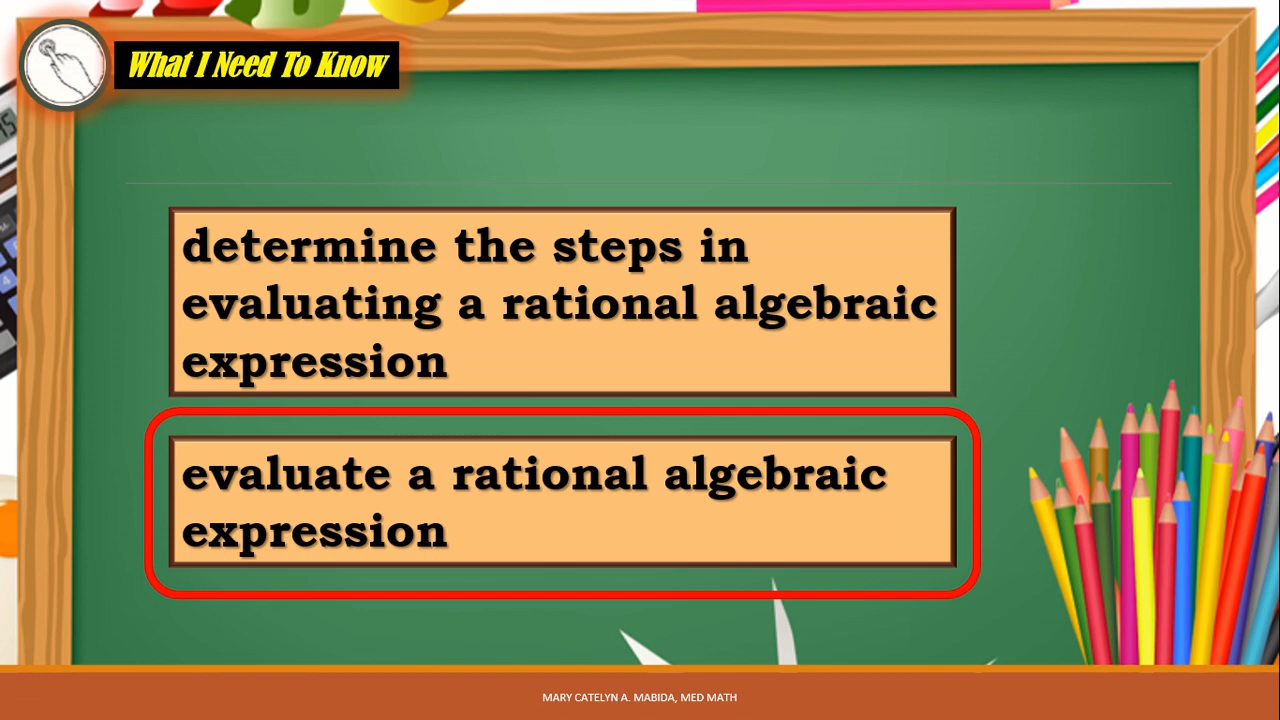 What I Need To Know
determine the steps in
evaluating a rational algebraic
expression
evaluate a rational algebraic
expression
MARY CATELYN A. MABIDA, MED MATH